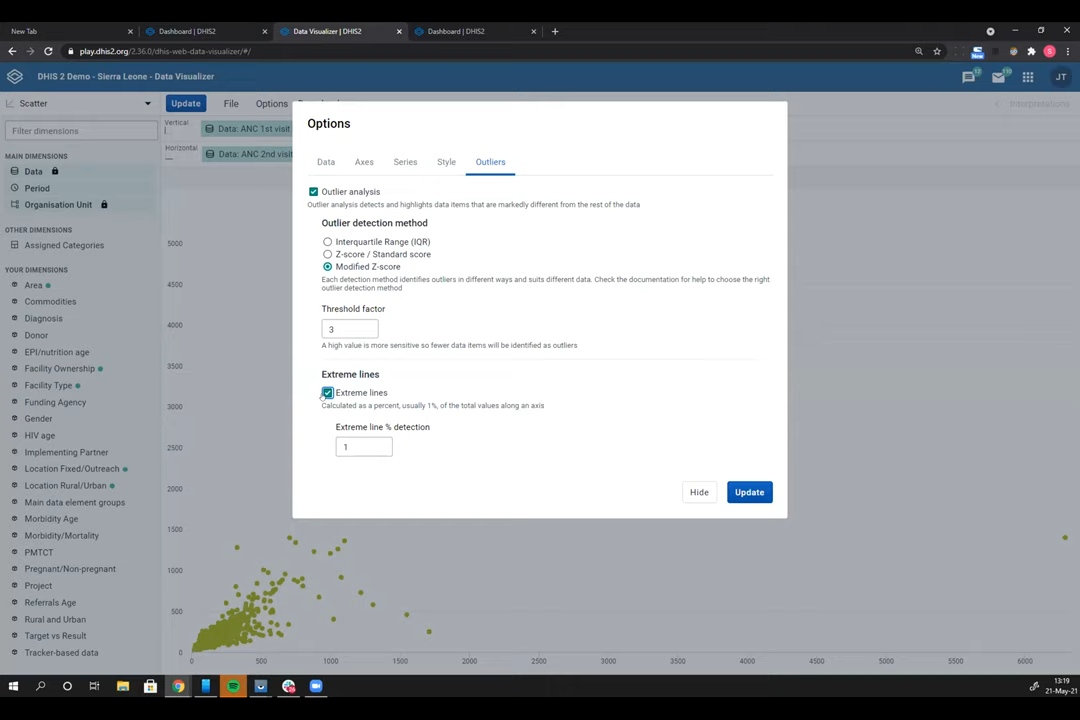 New Tab
Dashboard | DHIS2
Data Visualizer | DHIS2
Dashboard | DHIS2
play.dhis2.org/2.36.0/dhis-web-data-visualizer/#/
DHIS 2 Demo - Sierra Leone - Data Visualizer
JT
Scatter
Update
File
Options
Interpretations
Filter dimensions
Vertical
Data: ANC 1st visit
Horizontal
Data: ANC 2nd visit
MAIN DIMENSIONS
Data
Period
Organisation Unit
OTHER DIMENSIONS
Assigned Categories
YOUR DIMENSIONS
Area
Commodities
Diagnosis
Donor
EPI/nutrition age
Facility Ownership
Facility Type
Funding Agency
Gender
HIV age
Implementing Partner
Location Fixed/Outreach
Location Rural/Urban
Main data element groups
Morbidity Age
Morbidity/Mortality
PMTCT
Pregnant/Non-pregnant
Project
Referrals Age
Rural and Urban
Target vs Result
Tracker-based data
Options
Data
Axes
Series
Style
Outliers
Outlier analysis
Outlier analysis detects and highlights data items that are markedly different from the rest of the data
Outlier detection method
Interquartile Range (IQR)
Z-score / Standard score
Modified Z-score
Each detection method identifies outliers in different ways and suits different data. Check the documentation for help to choose the right
outlier detection method
Threshold factor
3
A high value is more sensitive so fewer data items will be identified as outliers
Extreme lines
Extreme lines
Calculated as a percent, usually 1%, of the total values along an axis
Extreme line % detection
1
Hide
Update
5000
4500
4000
3500
3000
2500
2000
1500
1000
500
0
0
500
1000
1500
2000
2500
3000
3500
4000
4500
5000
5500
6000
13:19
21-May-21